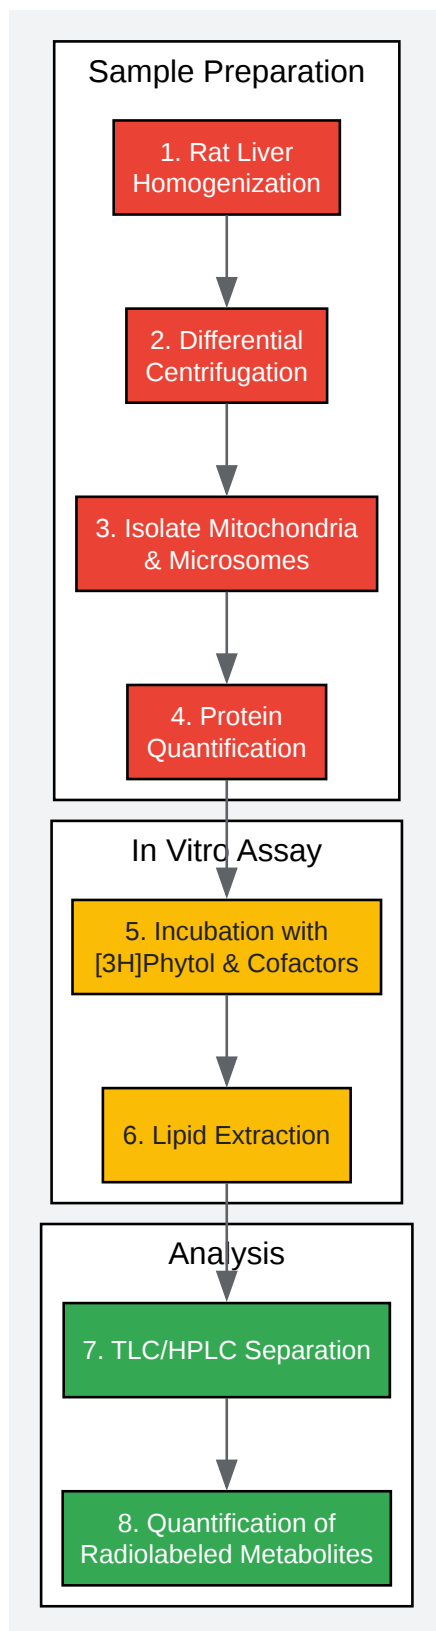 Sample Preparation
1. Rat Liver
Homogenization
2. Differential
Centrifugation
3. Isolate Mitochondria
& Microsomes
4. Protein
Quantification
In Vitro Assay
5. Incubation with
[3H]Phytol & Cofactors
6. Lipid Extraction
Analysis
7. TLC/HPLC Separation
8. Quantification of
Radiolabeled Metabolites